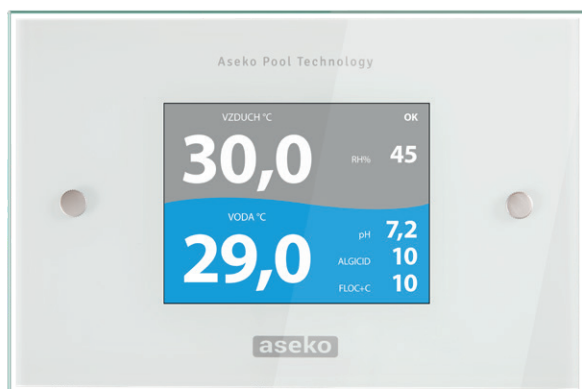 Aseko Pool Technology
VZDUCH °C
OK
30,0
RH% 45
VODA °C
29,0
pH 7,2
ALGICID 10
FLOC+C 10
aseko